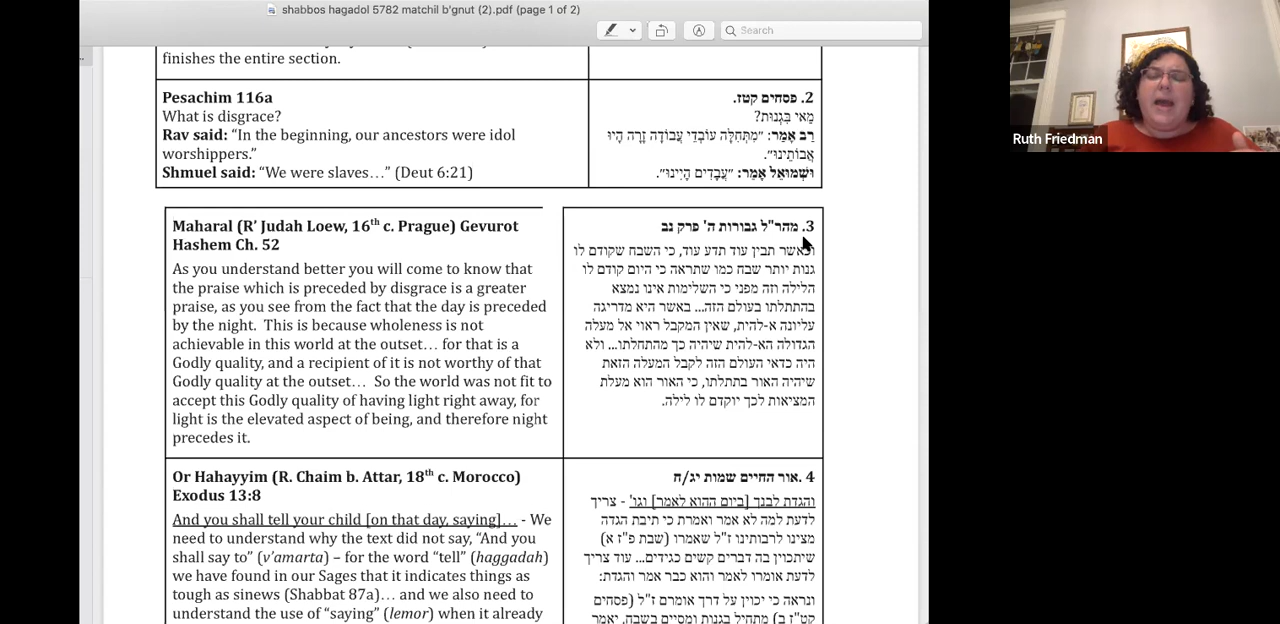 shabbos hagadol 5782 matchil b'gnut (2).pdf (page 1 of 2)
Search
finishes the entire section.
Pesachim 116a
What is disgrace?
Rav said: “In the beginning, our ancestors were idol
worshippers.”
Shmuel said: “We were slaves…” (Deut 6:21)
2. פסחים קטז.
מַאי בִּגְנוּת?
רַב אָמַר: ״מִתְּחִלָּה עוֹבְדֵי עֲבוֹדָה זָרָה הָיוּ
אֲבוֹתֵינוּ״.
וּשְׁמוּאֵל אָמַר: ״עֲבָדִים הָיִינוּ״.
Maharal (R’ Judah Loew, 16th c. Prague) Gevurot
Hashem Ch. 52
As you understand better you will come to know that
the praise which is preceded by disgrace is a greater
praise, as you see from the fact that the day is preceded
by the night. This is because wholeness is not
achievable in this world at the outset… for that is a
Godly quality, and a recipient of it is not worthy of that
Godly quality at the outset… So the world was not fit to
accept this Godly quality of having light right away, for
light is the elevated aspect of being, and therefore night
precedes it.
3. מהר"ל גבורות ה' פרק נב
וכאשר תבין עוד תדע עוד, כי השבח שקודם לו
גנות יותר שבח כמו שתראה כי היום קודם לו
הלילה וזה מפני כי השלימות אינו נמצא
בהתחלתו בעולם הזה... באשר היא מדריגה
עליונה א-להית, שאין המקבל ראוי אל מעלה
הגדולה הא-להית שיהיה כך מהתחלתו... ולא
היה כדאי העולם הזה לקבל המעלה הזאת
שיהיה האור בתחלתו, כי האור הוא מעלת
המציאות לכך יוקדם לו לילה.
Or Hahayyim (R. Chaim b. Attar, 18th c. Morocco)
Exodus 13:8
And you shall tell your child [on that day, saying]… - We
need to understand why the text did not say, “And you
shall say to” (v’amarta) – for the word “tell” (haggadah)
we have found in our Sages that it indicates things as
tough as sinews (Shabbat 87a)… and we also need to
understand the use of “saying” (lemor) when it already
4. אור החיים שמות יג/ח
והגדת לבנך [ביום ההוא לאמר] וגו' - צריך
לדעת למה לא אמר ואמרת כי תיבת הגדה
מצינו לרבותינו ז"ל שאמרו (שבת פ"ז א)
שיתכוין בה דברים קשים כגידים... עוד צריך
לדעת אומרו לאמר והוא כבר אמר והגדת:
ונראה כי יכוין על דרך אומרם ז"ל (פסחים
קט"ז ב) מתחיל בגנות ומסיים בשבח, יאמר
Ruth Friedman